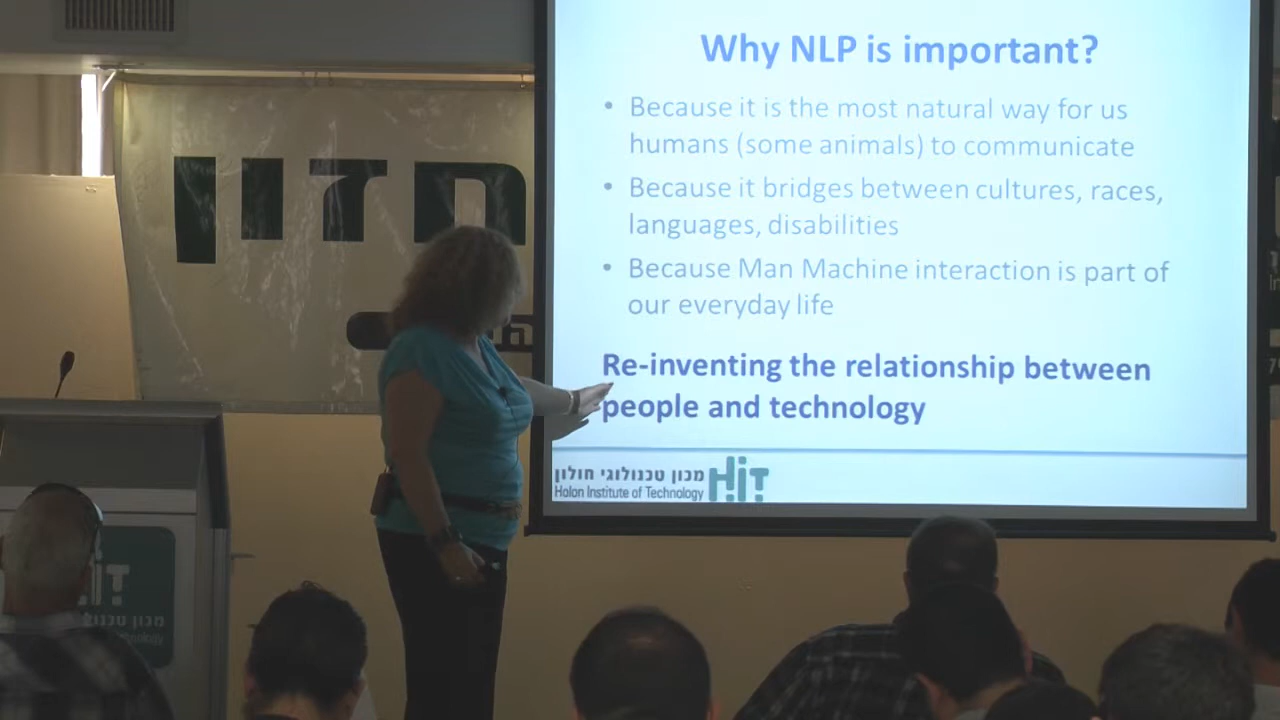 Why NLP is important?
• Because it is the most natural way for us
humans (some animals) to communicate
• Because it bridges between cultures, races,
languages, disabilities
• Because Man Machine interaction is part of
our everyday life
Re-inventing the relationship between
people and technology
מכון טכנולוגי חולון
Holon Institute of Technology
HiT
חזון
מכון